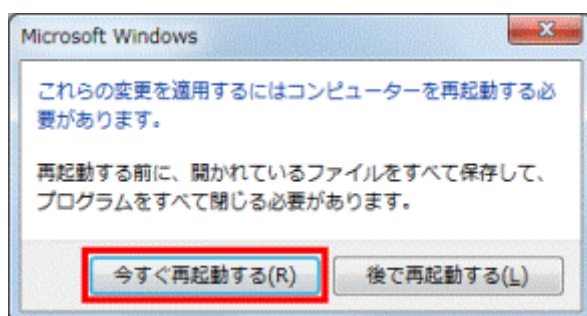 Microsoft Windows
これらの変更を適用するにはコンピューターを再起動する必
要があります。
再起動する前に、開かれているファイルをすべて保存して、
プログラムをすべて閉じる必要があります。
今すぐ再起動する(R)
後で再起動する(L)